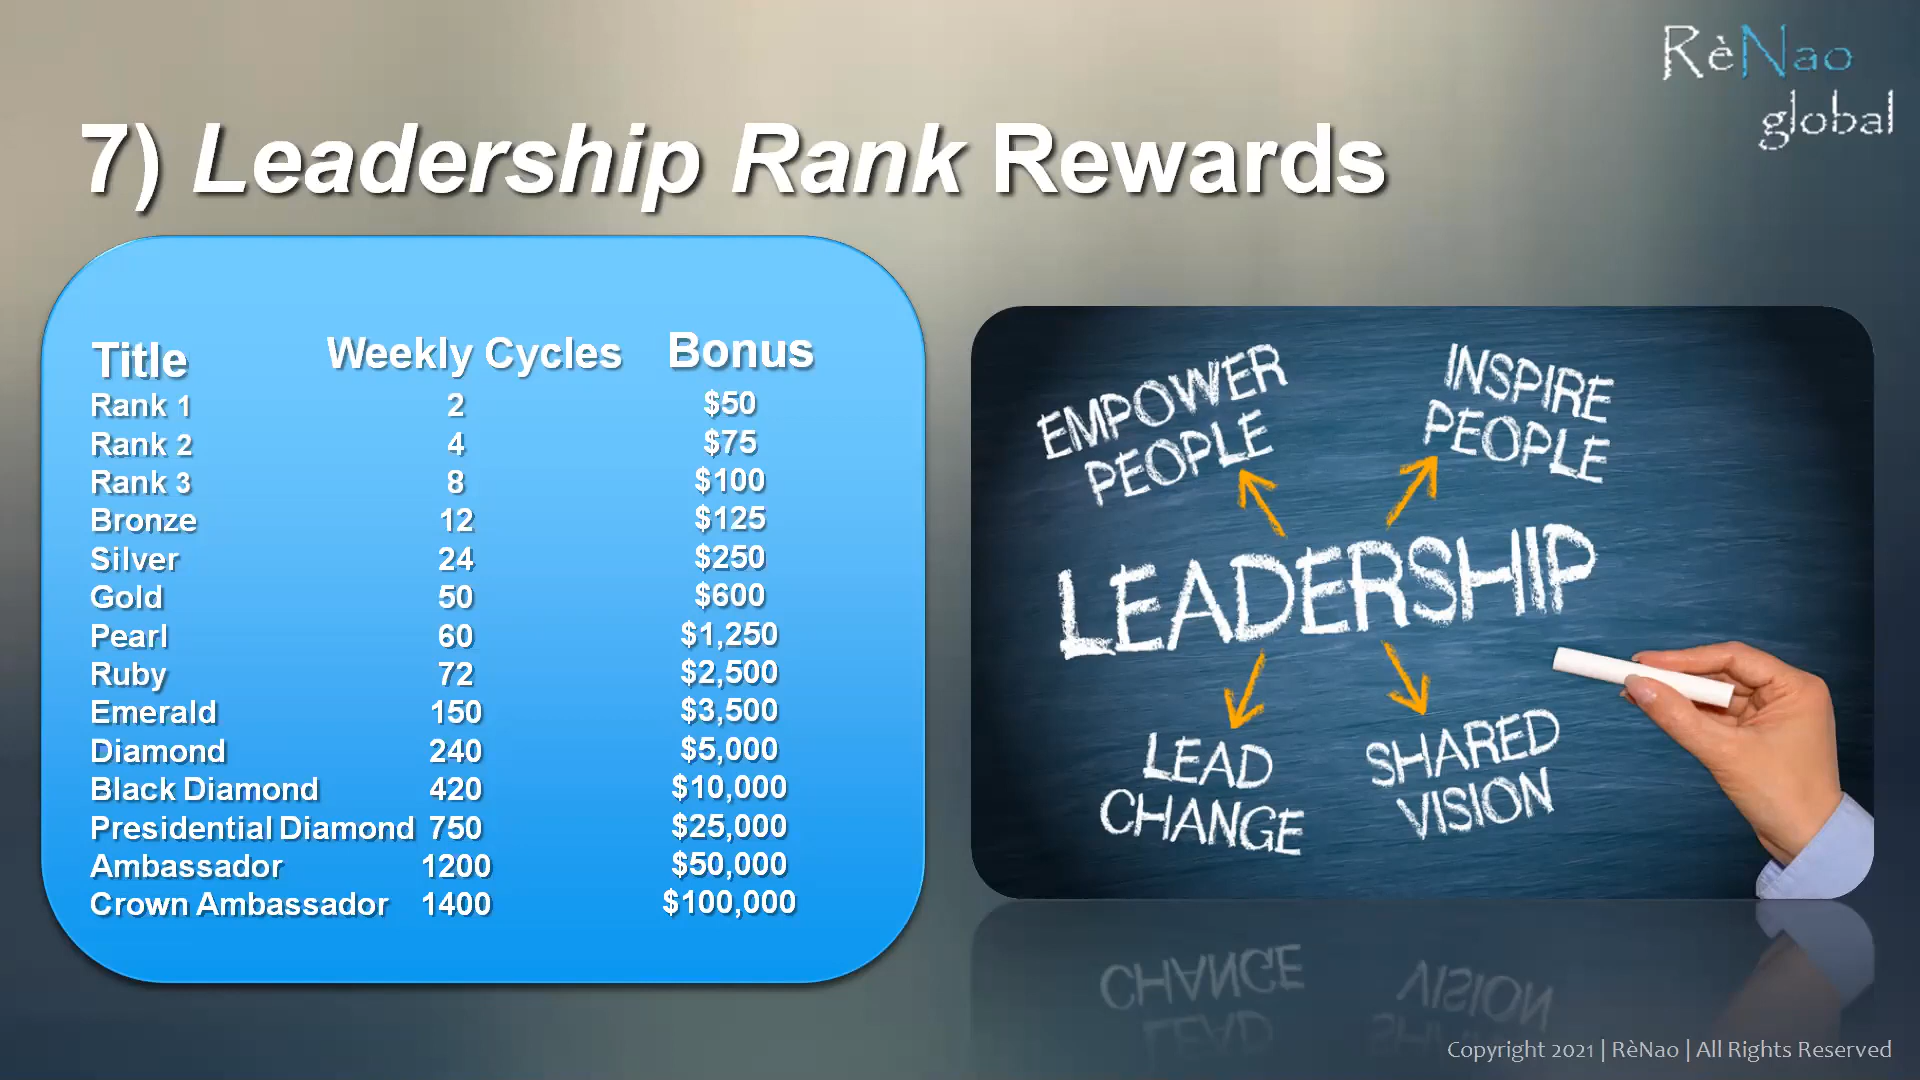 RèNao
global
7) Leadership Rank Rewards
Title Weekly Cycles Bonus
Rank 1 2 $50
Rank 2 4 $75
Rank 3 8 $100
Bronze 12 $125
Silver 24 $250
Gold 50 $600
Pearl 60 $1,250
Ruby 72 $2,500
Emerald 150 $3,500
Diamond 240 $5,000
Black Diamond 420 $10,000
Presidential Diamond 750 $25,000
Ambassador 1200 $50,000
Crown Ambassador 1400 $100,000
EMPOWER
PEOPLE
INSPIRE
PEOPLE
LEADERSHIP
LEAD
CHANGE
SHARED
VISION
Copyright 2021 | RèNao | All Rights Reserved